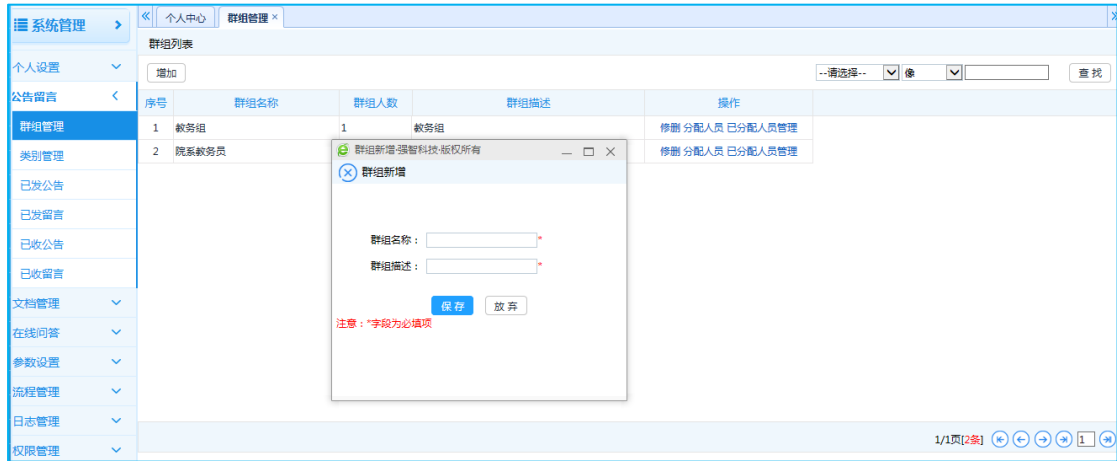 系统管理
个人中心 群组管理 ×
群组列表
个人设置
增加 --请选择-- 像 查 找
公告留言
序号 群组名称 群组人数 群组描述 操作
群组管理
1 教务组 1 教务组 修删 分配人员 已分配人员管理
2 院系教务员 修删 分配人员 已分配人员管理
类别管理
已发公告
已发留言
已收公告
已收留言
文档管理
在线问答
参数设置
流程管理
日志管理
权限管理
群组新增-强智科技-版权所有
群组新增
群组名称： *
群组描述： *
保 存 放 弃
注意：*字段为必填项
1/1页[2条] 1